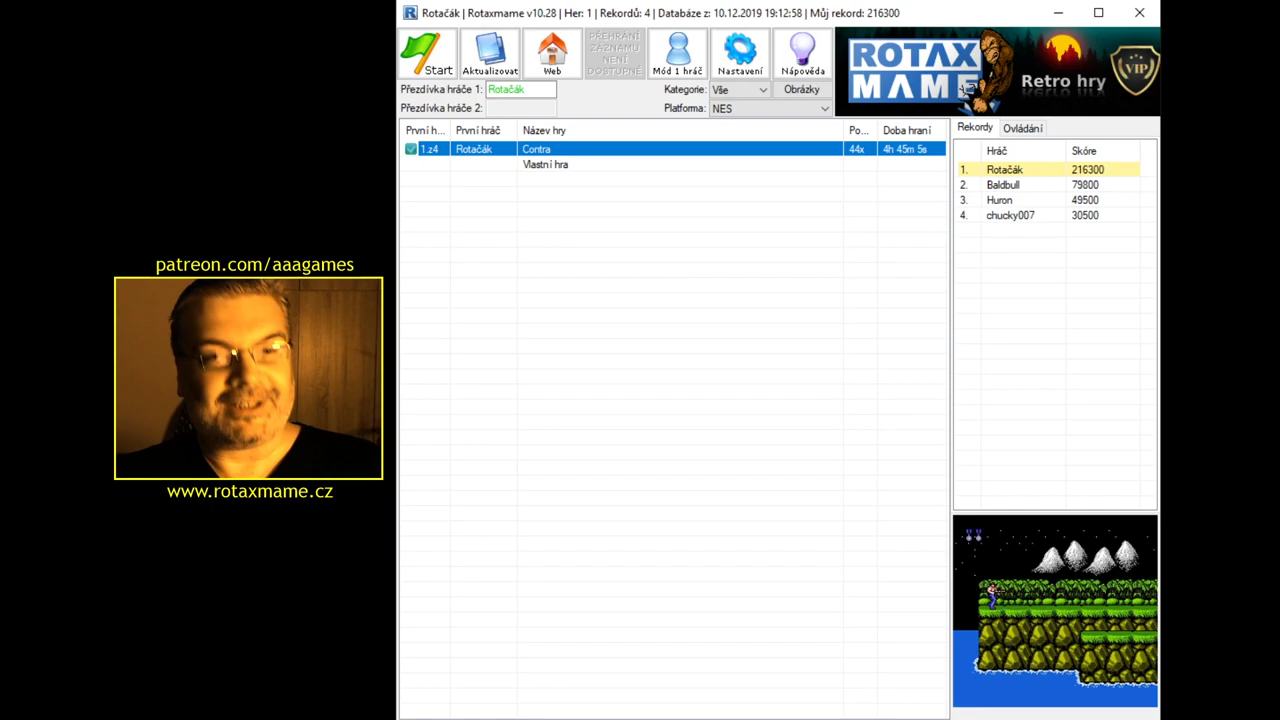 Rotačák | Rotaxmame v10.28 | Her: 1 | Rekordů: 4 | Databáze z: 10.12.2019 19:12:58 | Můj rekord: 216300
Start
Aktualizovat
Web
PŘEHRÁNÍ
ZÁZNAMU
NENÍ
DOSTUPNÉ
Mód 1 hráč
Nastavení
Nápověda
ROTAX
MAME
Retro hry
VIP
Přezdívka hráče 1: Rotačák
Kategorie: Vše
Obrázky
Přezdívka hráče 2:
Platforma: NES
První h... První hráč Název hry Po... Doba hraní
1.z4 Rotačák Contra 44x 4h 45m 5s
Vlastní hra
Rekordy Ovládání
Hráč Skóre
1. Rotačák 216300
2. Baldbull 79800
3. Huron 49500
4. chucky007 30500
patreon.com/aaagames
www.rotaxmame.cz